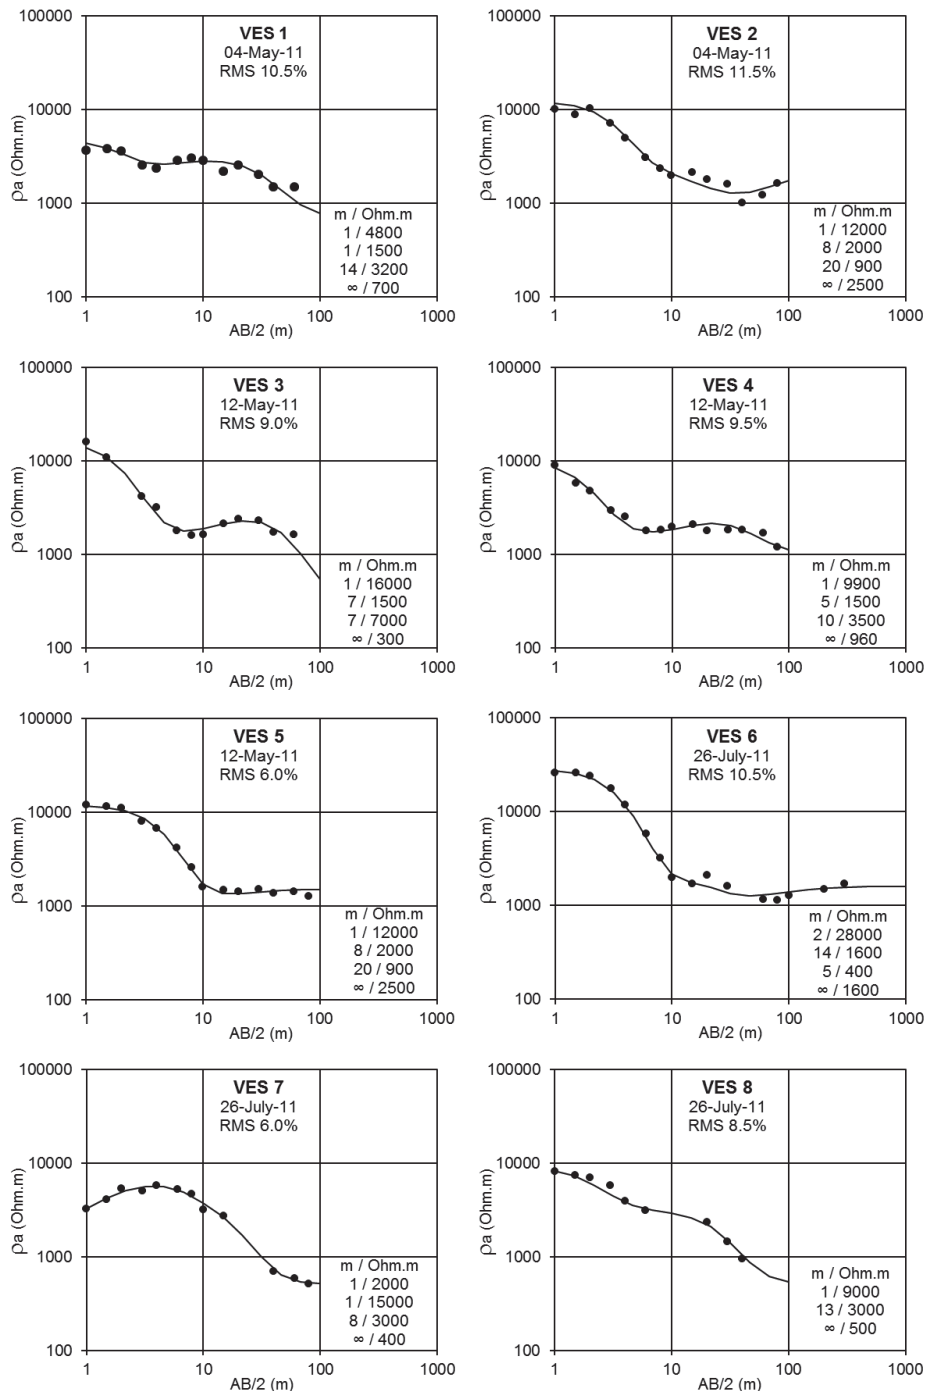 VES 1
04-May-11
RMS 10.5%
100000
10000
1000
100
ρa (Ohm.m)
m / Ohm.m
1 / 4800
1 / 1500
14 / 3200
∞ / 700
1
10
100
1000
AB/2 (m)
VES 2
04-May-11
RMS 11.5%
100000
10000
1000
100
ρa (Ohm.m)
m / Ohm.m
1 / 12000
8 / 2000
20 / 900
∞ / 2500
1
10
100
1000
AB/2 (m)
VES 3
12-May-11
RMS 9.0%
100000
10000
1000
100
ρa (Ohm.m)
m / Ohm.m
1 / 16000
7 / 1500
7 / 7000
∞ / 300
1
10
100
1000
AB/2 (m)
VES 4
12-May-11
RMS 9.5%
100000
10000
1000
100
ρa (Ohm.m)
m / Ohm.m
1 / 9900
5 / 1500
10 / 3500
∞ / 960
1
10
100
1000
AB/2 (m)
VES 5
12-May-11
RMS 6.0%
100000
10000
1000
100
ρa (Ohm.m)
m / Ohm.m
1 / 12000
8 / 2000
20 / 900
∞ / 2500
1
10
100
1000
AB/2 (m)
VES 6
26-July-11
RMS 10.5%
100000
10000
1000
100
ρa (Ohm.m)
m / Ohm.m
2 / 28000
14 / 1600
5 / 400
∞ / 1600
1
10
100
1000
AB/2 (m)
VES 7
26-July-11
RMS 6.0%
100000
10000
1000
100
ρa (Ohm.m)
m / Ohm.m
1 / 2000
1 / 15000
8 / 3000
∞ / 400
1
10
100
1000
AB/2 (m)
VES 8
26-July-11
RMS 8.5%
100000
10000
1000
100
ρa (Ohm.m)
m / Ohm.m
1 / 9000
13 / 3000
∞ / 500
1
10
100
1000
AB/2 (m)